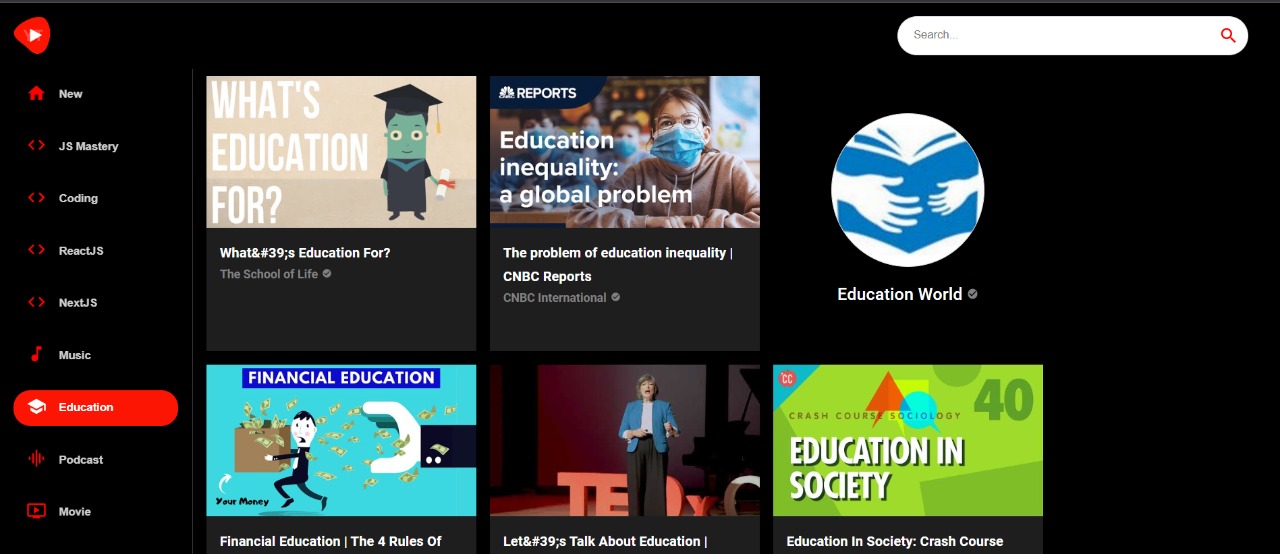 Search...
New
JS Mastery
Coding
ReactJS
NextJS
Music
Education
Podcast
Movie
WHAT'S
EDUCATION
FOR?
What&#39;s Education For?
The School of Life
CNBC REPORTS
Education
inequality:
a global problem
The problem of education inequality |
CNBC Reports
CNBC International
Education World
FINANCIAL EDUCATION
Your Money
Financial Education | The 4 Rules Of
TEDx
Let&#39;s Talk About Education |
CC
CRASH COURSE SOCIOLOGY
40
EDUCATION IN
SOCIETY
Education In Society: Crash Course